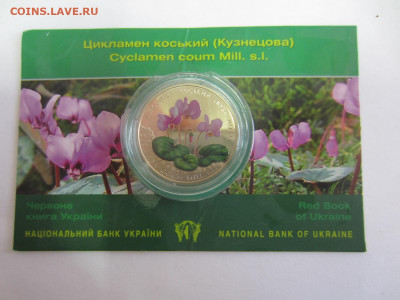 COINS.LAVE.RU
Цикламен коський (Кузнецова)
Cyclamen coum Mill. s.l.
Червона
книга України
Red Book
of Ukraine
НАЦІОНАЛЬНИЙ БАНК УКРАЇНИ
NATIONAL BANK OF UKRAINE